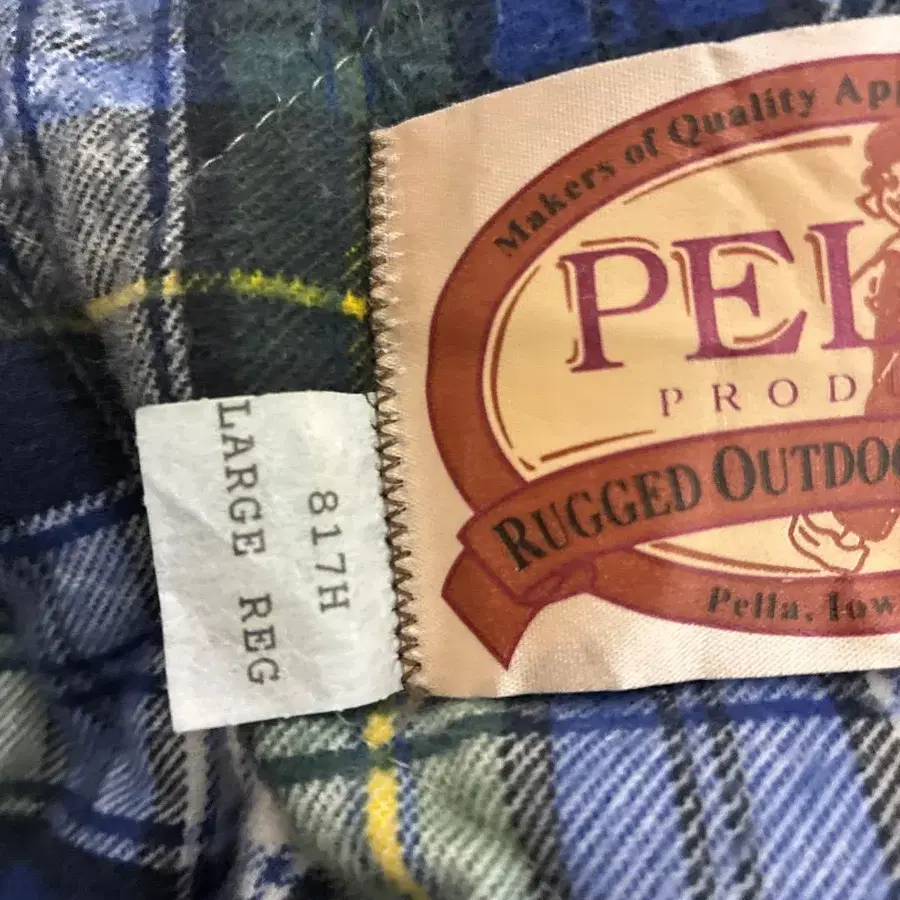 Makers of Quality App
PEL
PROD
RUGGED OUTDOO
Pella, Iow
817H
LARGE REG